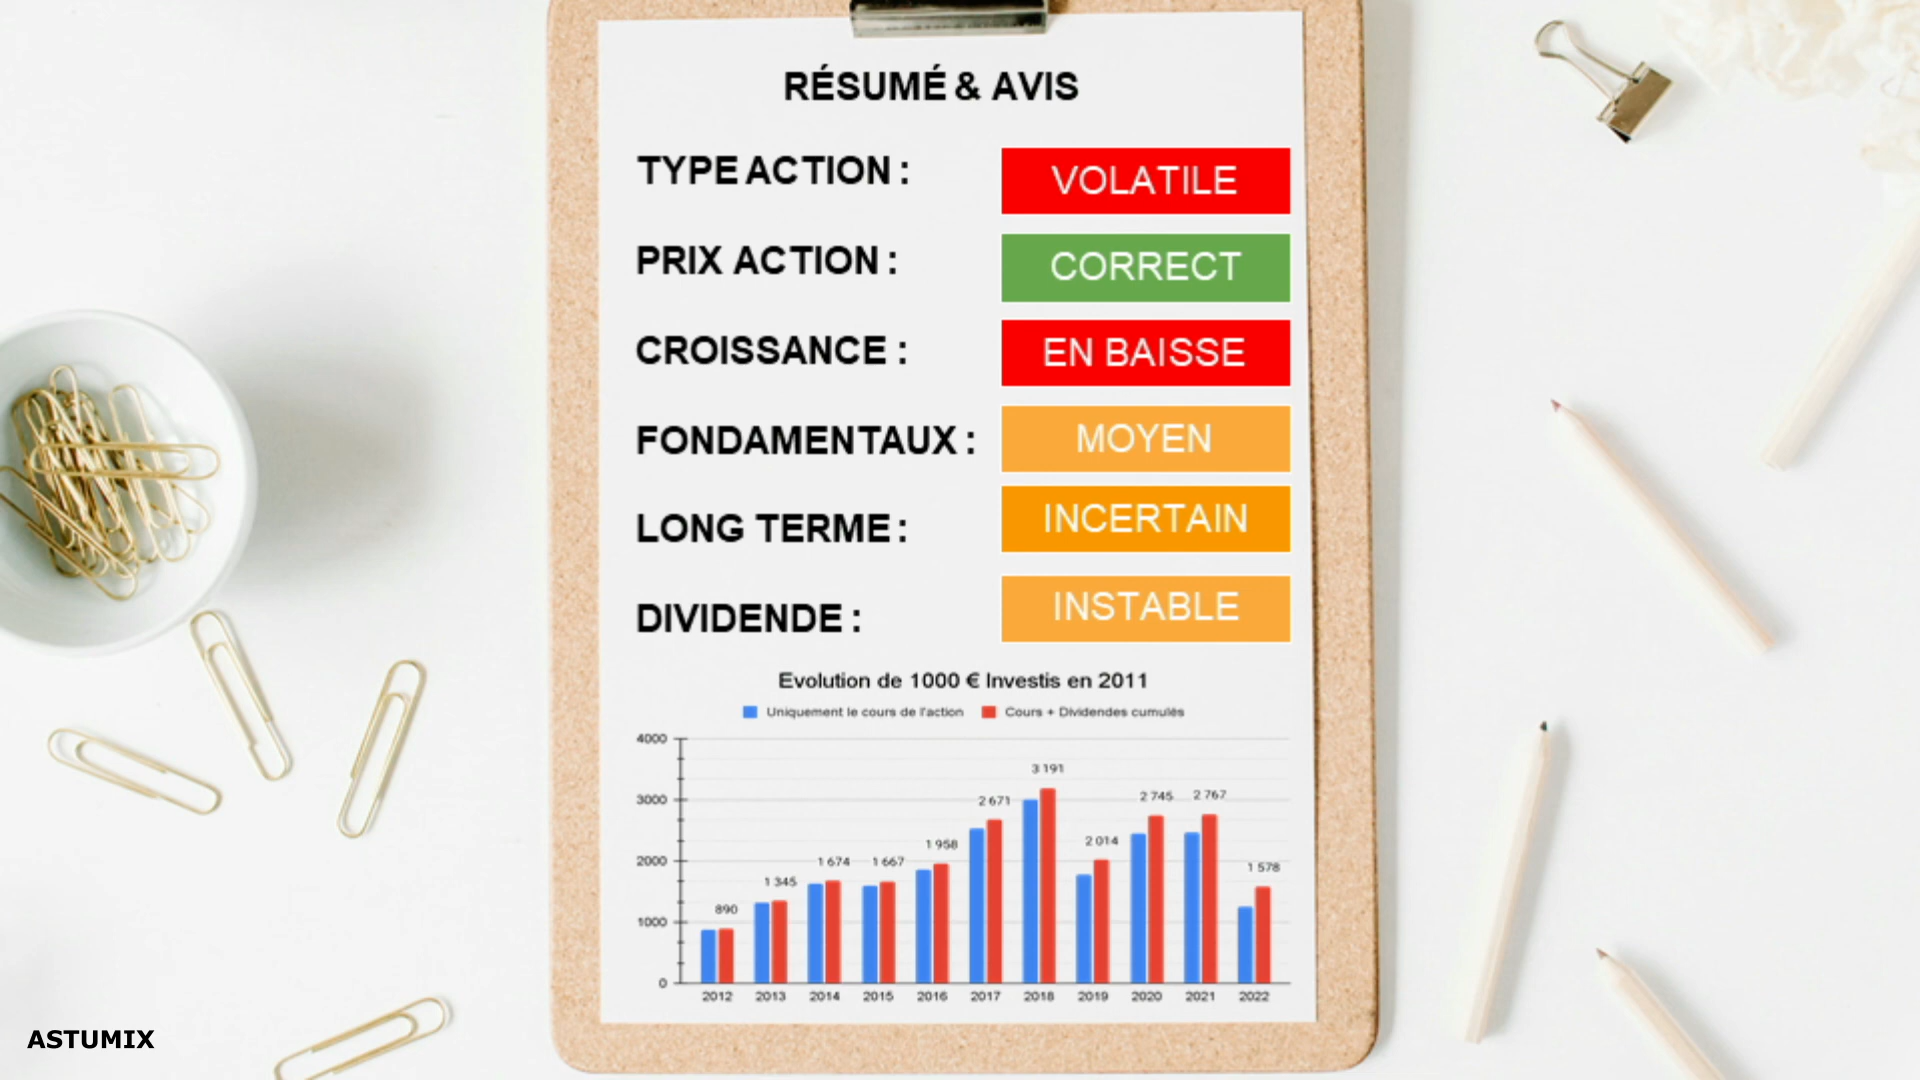 RÉSUMÉ & AVIS
TYPE ACTION : VOLATILE
PRIX ACTION : CORRECT
CROISSANCE : EN BAISSE
FONDAMENTAUX : MOYEN
LONG TERME : INCERTAIN
DIVIDENDE : INSTABLE
Evolution de 1000 € Investis en 2011
Uniquement le cours de l'action Cours + Dividendes cumulés
4000
3000
2000
1000
0
890
1 345
1 674
1 667
1 958
2 671
3 191
2 014
2 745
2 767
1 578
2012 2013 2014 2015 2016 2017 2018 2019 2020 2021 2022
ASTUMIX